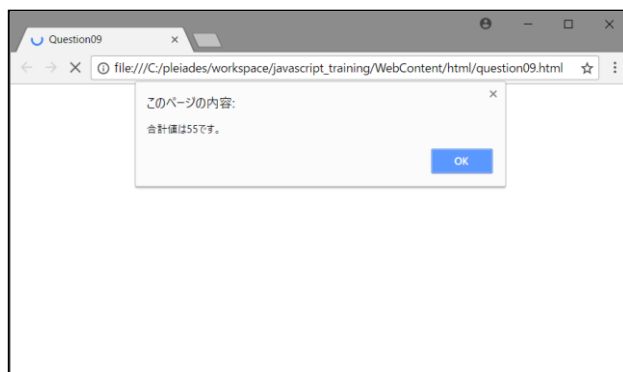 Question09
file:///C:/pleiades/workspace/javascript_training/WebContent/html/question09.html
このページの内容:
合計値は55です。
OK